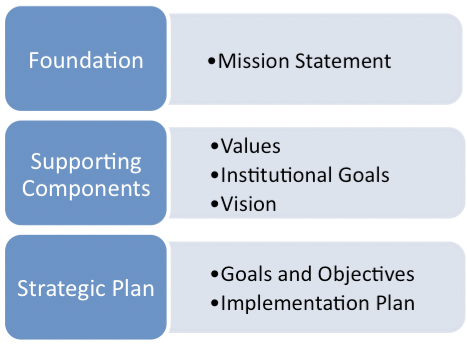 Foundation
•Mission Statement
Supporting
Components
•Values
•Institutional Goals
•Vision
Strategic Plan
•Goals and Objectives
•Implementation Plan